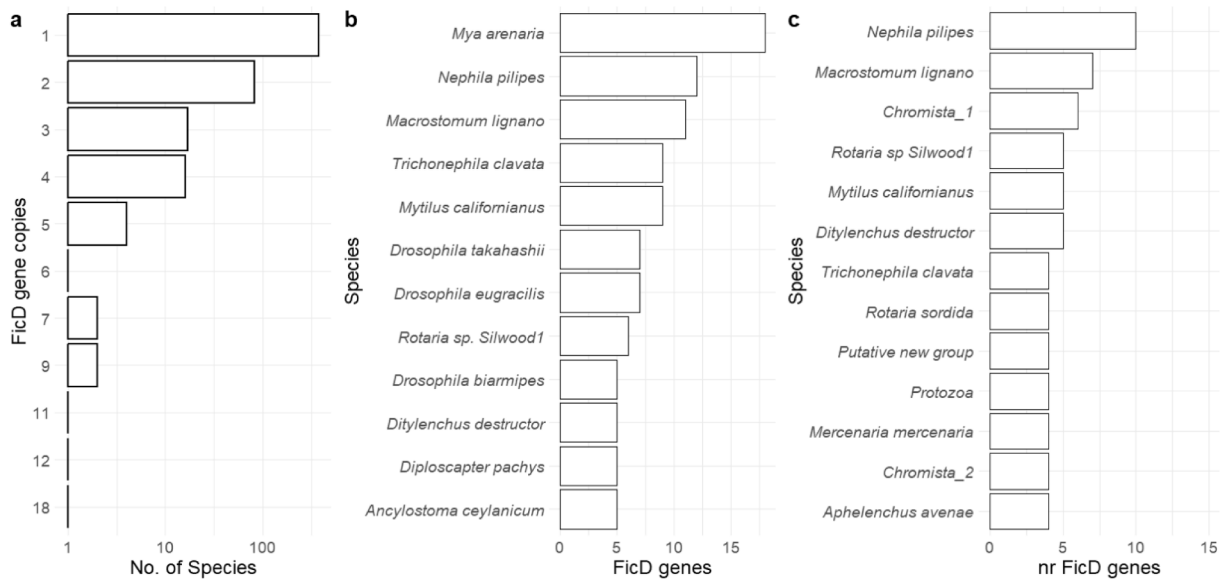 a
1
2
3
4
5
6
7
9
11
12
18
FicD gene copies
1 10 100
No. of Species
b
Mya arenaria
Nephila pilipes
Macrostomum lignano
Trichonephila clavata
Mytilus californianus
Drosophila takahashii
Drosophila eugracilis
Rotaria sp. Silwood1
Drosophila biarmipes
Ditylenchus destructor
Diploscapter pachys
Ancylostoma ceylanicum
Species
0 5 10 15
FicD genes
c
Nephila pilipes
Macrostomum lignano
Chromista_1
Rotaria sp Silwood1
Mytilus californianus
Ditylenchus destructor
Trichonephila clavata
Rotaria sordida
Putative new group
Protozoa
Mercenaria mercenaria
Chromista_2
Aphelenchus avenae
Species
0 5 10 15
nr FicD genes